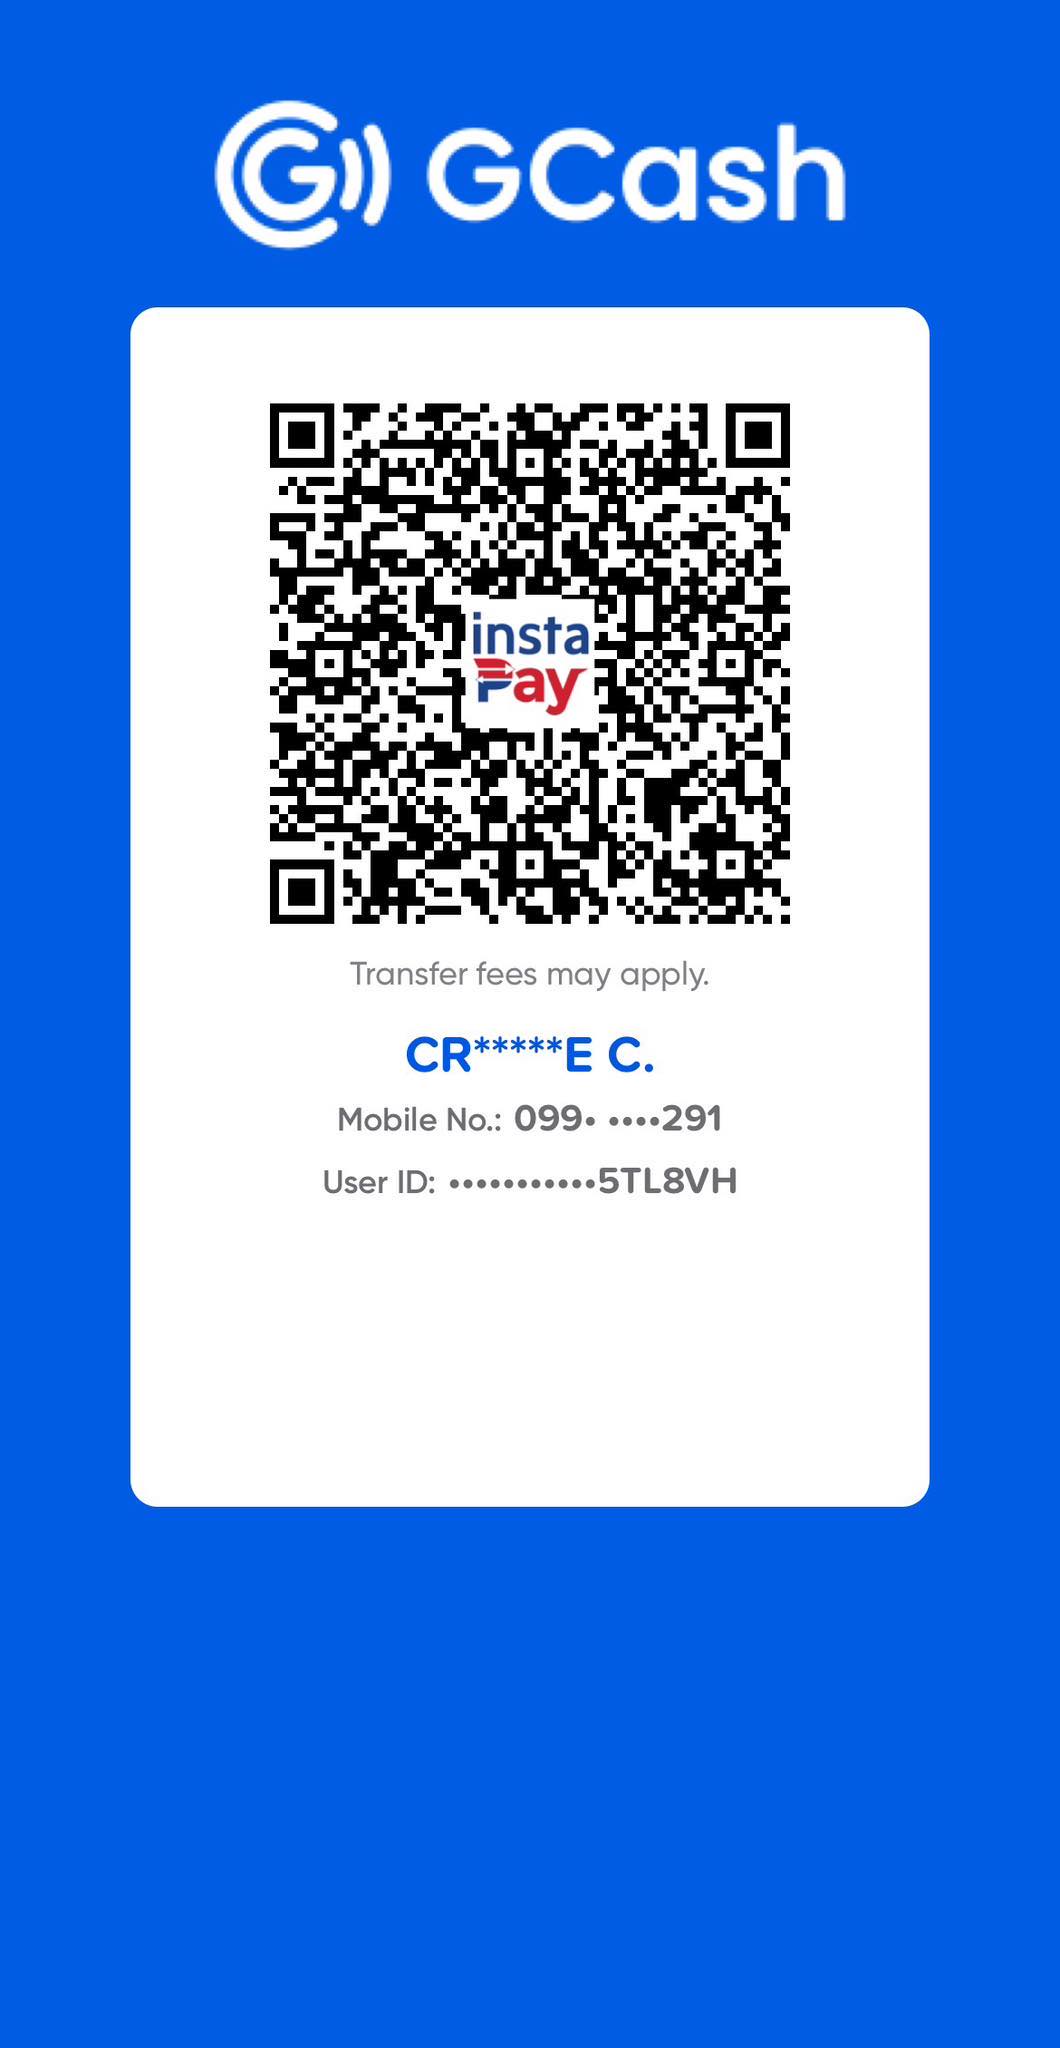 GCash
insta
Pay
Transfer fees may apply.
CR*****E C.
Mobile No.: 099• ••••291
User ID: •••••••••••5TL8VH